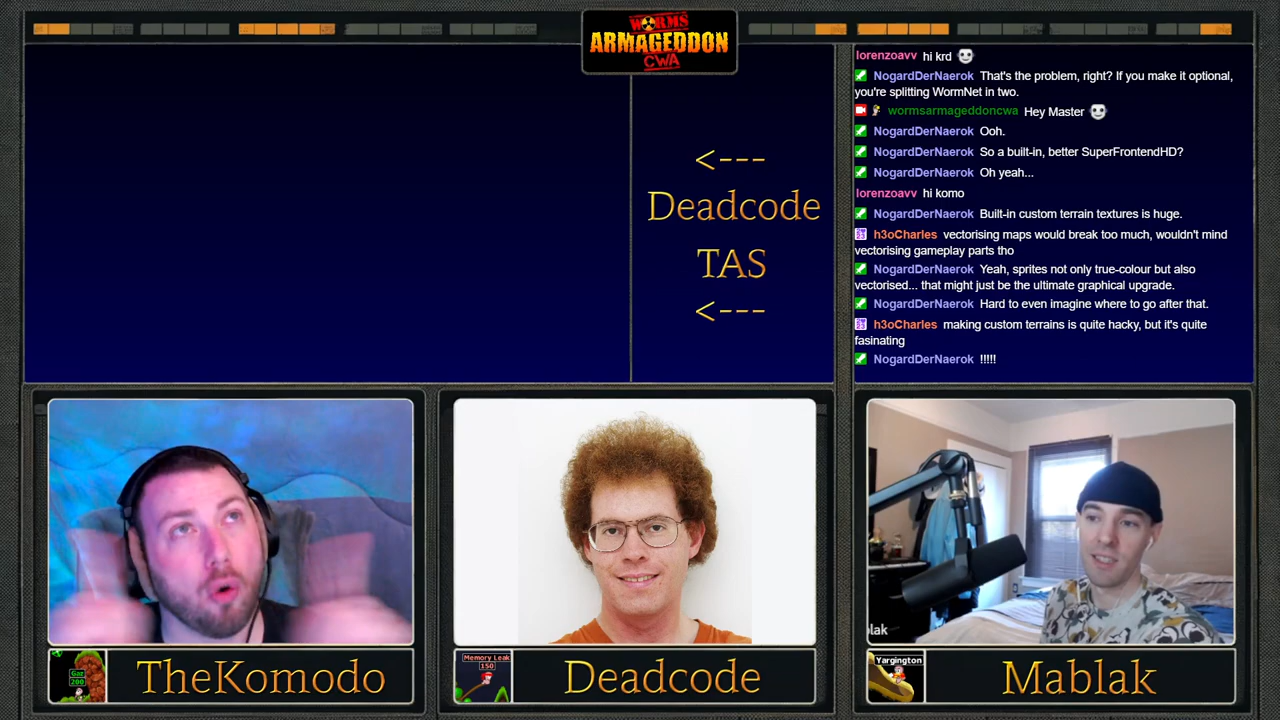 WORMS
ARMAGEDDON
CWA
<---
Deadcode
TAS
<---
lorenzoavv hi krd
NogardDerNaerok That's the problem, right? If you make it optional,
you're splitting WormNet in two.
wormsarmageddoncwa Hey Master
NogardDerNaerok Ooh.
NogardDerNaerok So a built-in, better SuperFrontendHD?
NogardDerNaerok Oh yeah...
lorenzoavv hi komo
NogardDerNaerok Built-in custom terrain textures is huge.
h3oCharles vectorising maps would break too much, wouldn't mind
vectorising gameplay parts tho
NogardDerNaerok Yeah, sprites not only true-colour but also
vectorised... that might just be the ultimate graphical upgrade.
NogardDerNaerok Hard to even imagine where to go after that.
h3oCharles making custom terrains is quite hacky, but it's quite
fasinating
NogardDerNaerok !!!!!
lak
Gaz
200
TheKomodo
Memory Leak
150
Deadcode
Yargington
Mablak